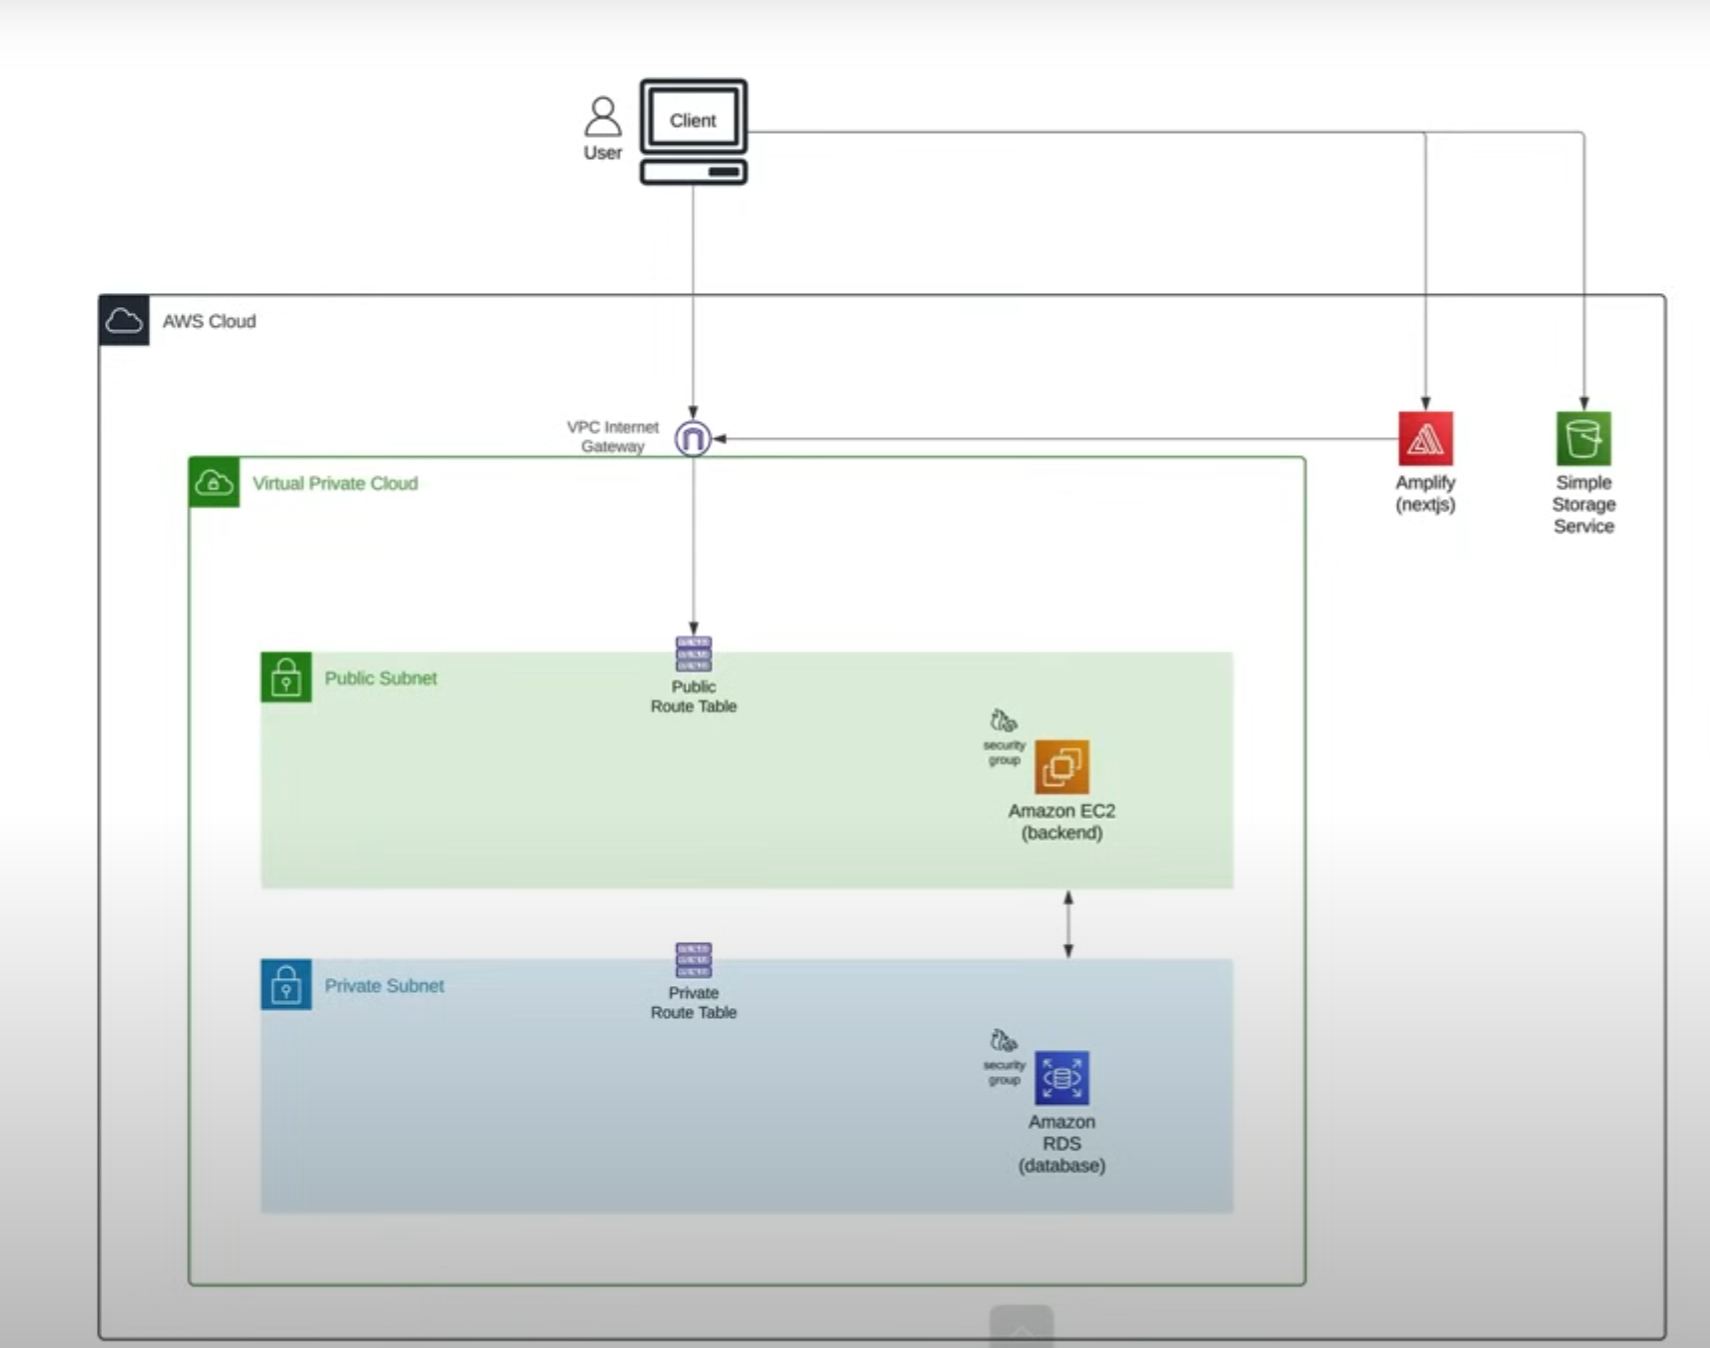 Client
User
AWS Cloud
VPC Internet
Gateway
Virtual Private Cloud
Amplify
(nextjs)
Simple
Storage
Service
Public Subnet
Public
Route Table
security
group
Amazon EC2
(backend)
Private Subnet
Private
Route Table
security
group
Amazon
RDS
(database)